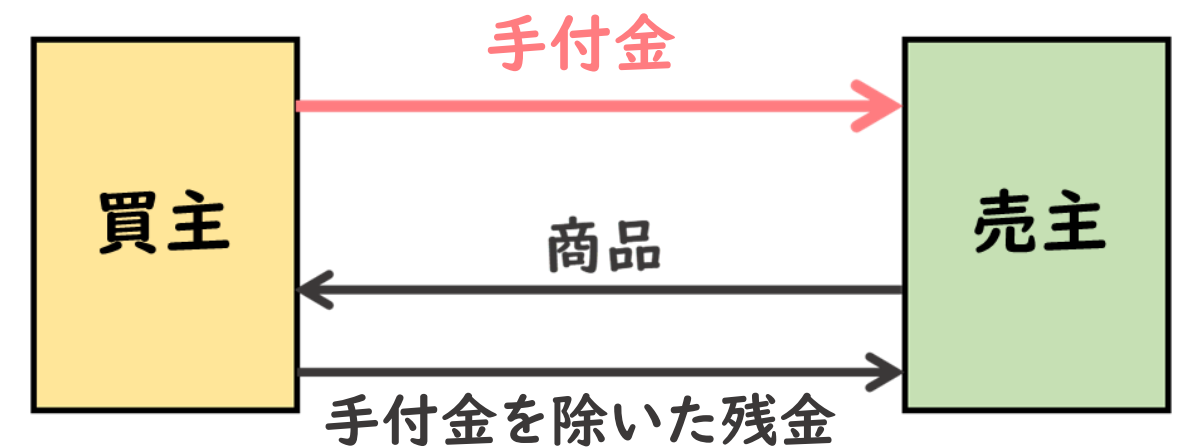 手付金
買主
売主
商品
手付金を除いた残金